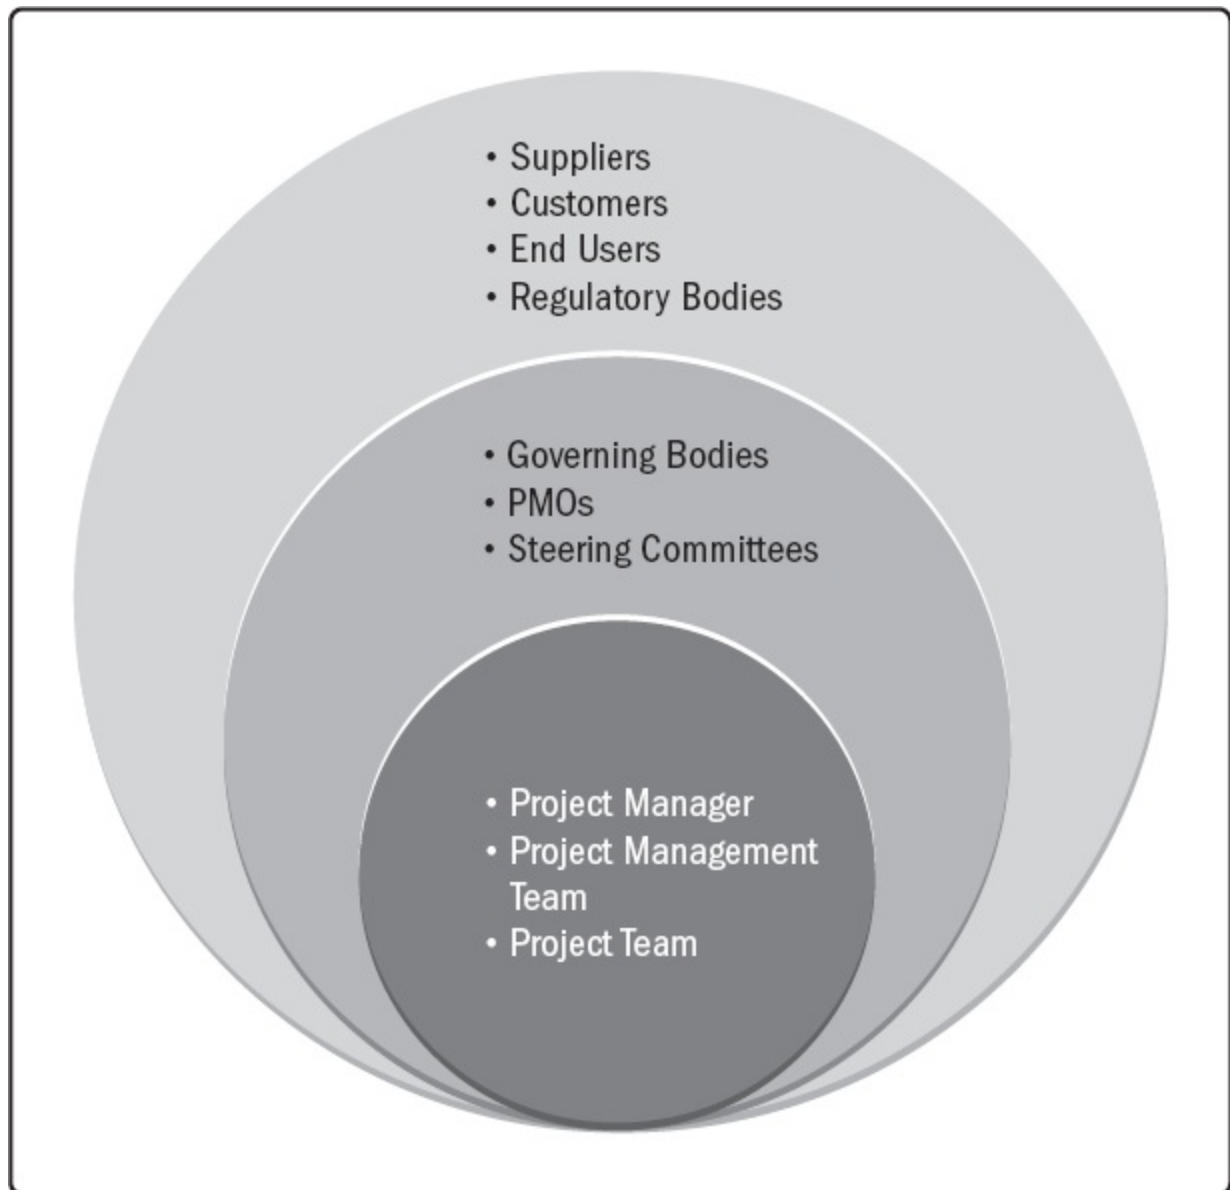 • Suppliers
• Customers
• End Users
• Regulatory Bodies
• Governing Bodies
• PMOs
• Steering Committees
• Project Manager
• Project Management
Team
• Project Team